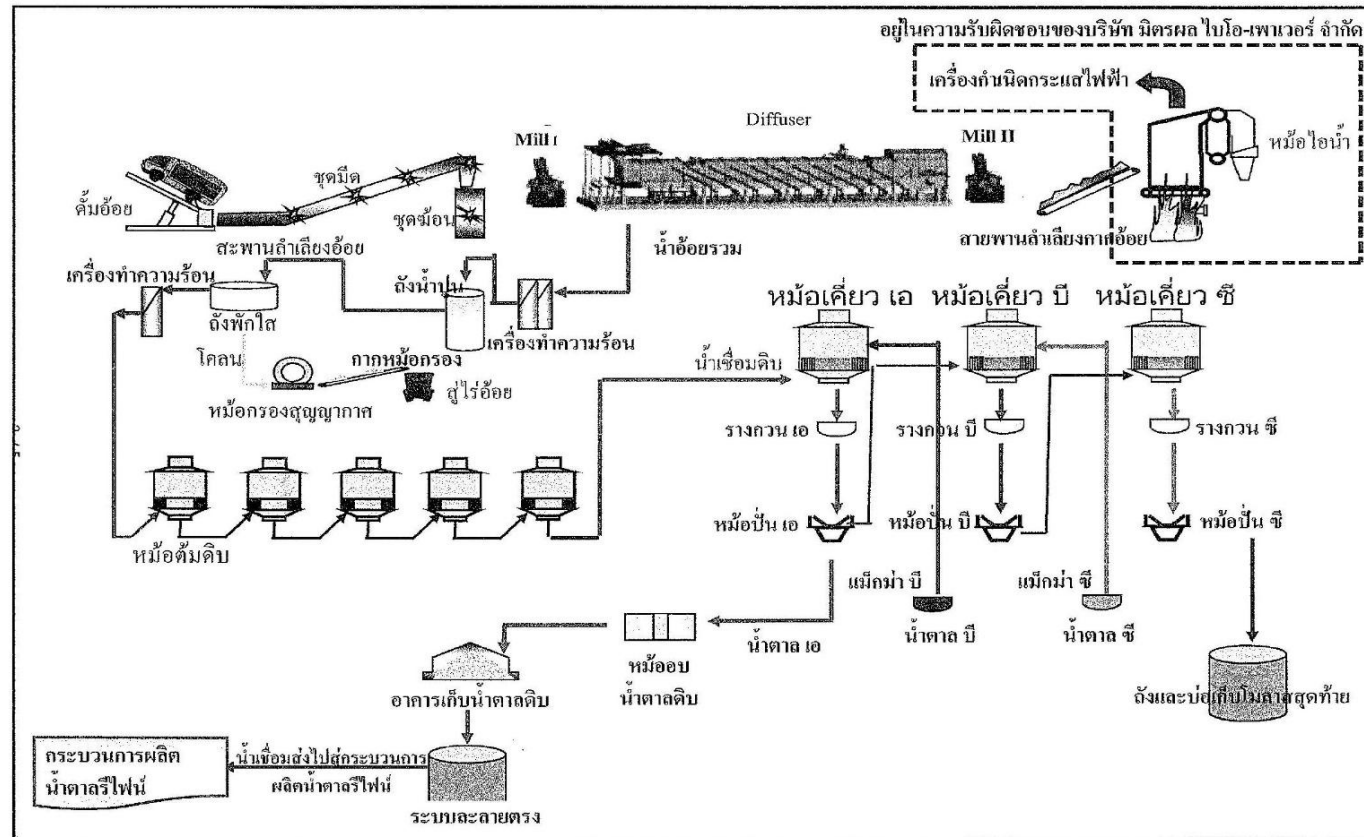 อยู่ในความรับผิดชอบของบริษัท มิตรผล ไบโอ-เพาเวอร์ จำกัด
เครื่องกำเนิดกระแสไฟฟ้า
หม้อไอน้ำ
Diffuser
Mill I
Mill II
ดั้มอ้อย
ชุดมีด
ชุดฆ้อน
สะพานลำเลียงอ้อย
สายพานลำเลียงกากอ้อย
น้ำอ้อยรวม
เครื่องทำความร้อน
ถังน้ำปูน
ถังพักใส
เครื่องทำความร้อน
โคลน
กากหม้อกรอง
สู่ไร่อ้อย
หม้อกรองสุญญากาศ
หม้อเคี่ยว เอ
หม้อเคี่ยว บี
หม้อเคี่ยว ซี
น้ำเชื่อมดิบ
รางกวน เอ
รางกวน บี
รางกวน ซี
หม้อต้มดิบ
หม้อปั่น เอ
หม้อปั่น บี
หม้อปั่น ซี
แม็กม่า บี
แม็กม่า ซี
น้ำตาล เอ
น้ำตาล บี
น้ำตาล ซี
หม้ออบ
น้ำตาลดิบ
อาคารเก็บน้ำตาลดิบ
ถังและบ่อเก็บโมลาสสุดท้าย
กระบวนการผลิต
น้ำตาลรีไฟน์
น้ำเชื่อมส่งไปสู่กระบวนการ
ผลิตน้ำตาลรีไฟน์
ระบบละลายตรง